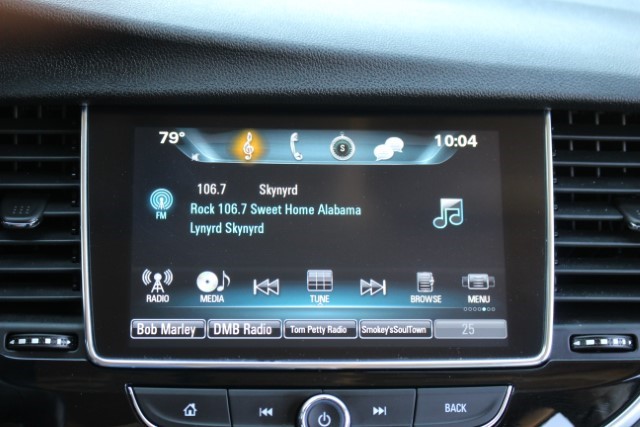 79° 10:04
S
106.7 Skynyrd
FM Rock 106.7 Sweet Home Alabama
Lynyrd Skynyrd
RADIO MEDIA TUNE BROWSE MENU
Bob Marley DMB Radio Tom Petty Radio Smokey'sSoulTown 25
BACK